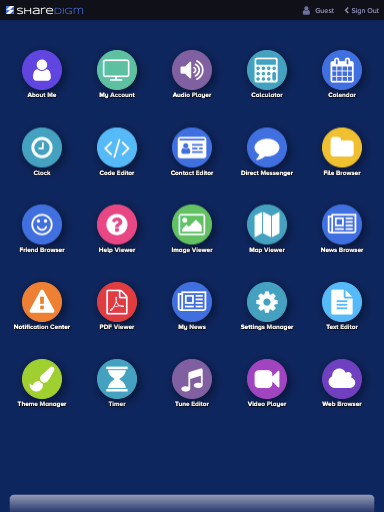 SHAREDIGM Guest Sign Out
About Me My Account Audio Player Calculator Calendar
Clock Code Editor Contact Editor Direct Messenger File Browser
Friend Browser Help Viewer Image Viewer Map Viewer News Browser
Notification Center PDF Viewer My News Settings Manager Text Editor
Theme Manager Timer Tune Editor Video Player Web Browser